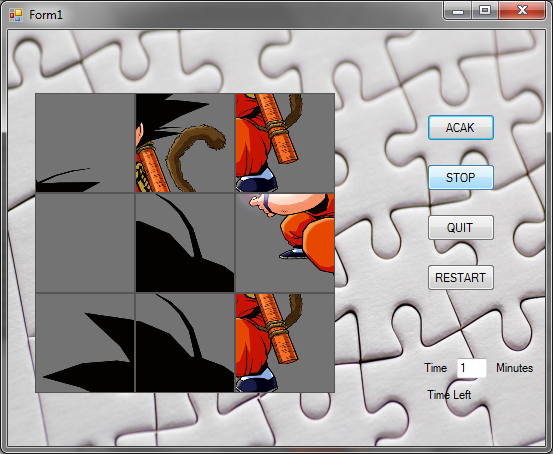 Form1
ACAK
STOP
QUIT
RESTART
Time 1 Minutes
Time Left